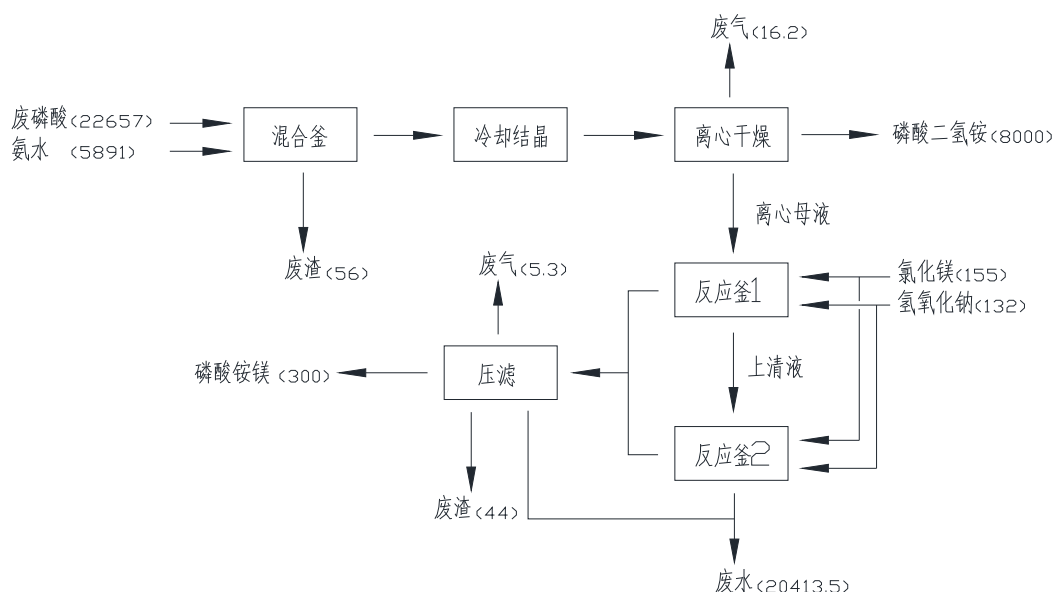 废气(16.2)
废磷酸(22657)
氨水 (5891)
混合釜
冷却结晶
离心干燥
磷酸二氢铵(8000)
离心母液
废渣(56)
废气(5.3)
反应釜1
氯化镁(155)
氢氧化钠(132)
上清液
磷酸铵镁(300)
压滤
反应釜2
废渣(44)
废水(20413.5)